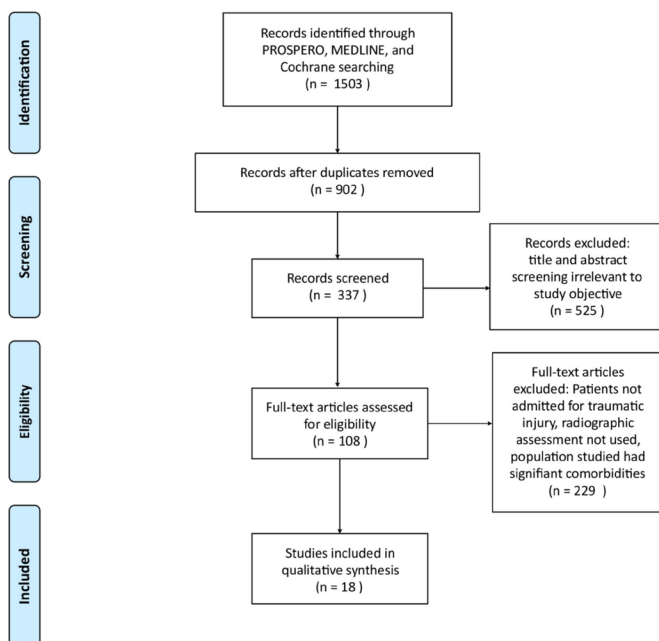 Identification
Records identified through
PROSPERO, MEDLINE, and
Cochrane searching
(n = 1503 )
Records after duplicates removed
(n = 902)
Screening
Records screened
(n = 337 )
Records excluded:
title and abstract
screening irrelevant to
study objective
(n = 525 )
Eligibility
Full-text articles assessed
for eligibility
(n = 108 )
Full-text articles
excluded: Patients not
admitted for traumatic
injury, radiographic
assessment not used,
population studied had
signifiant comorbidities
(n = 229 )
Included
Studies included in
qualitative synthesis
(n = 18 )